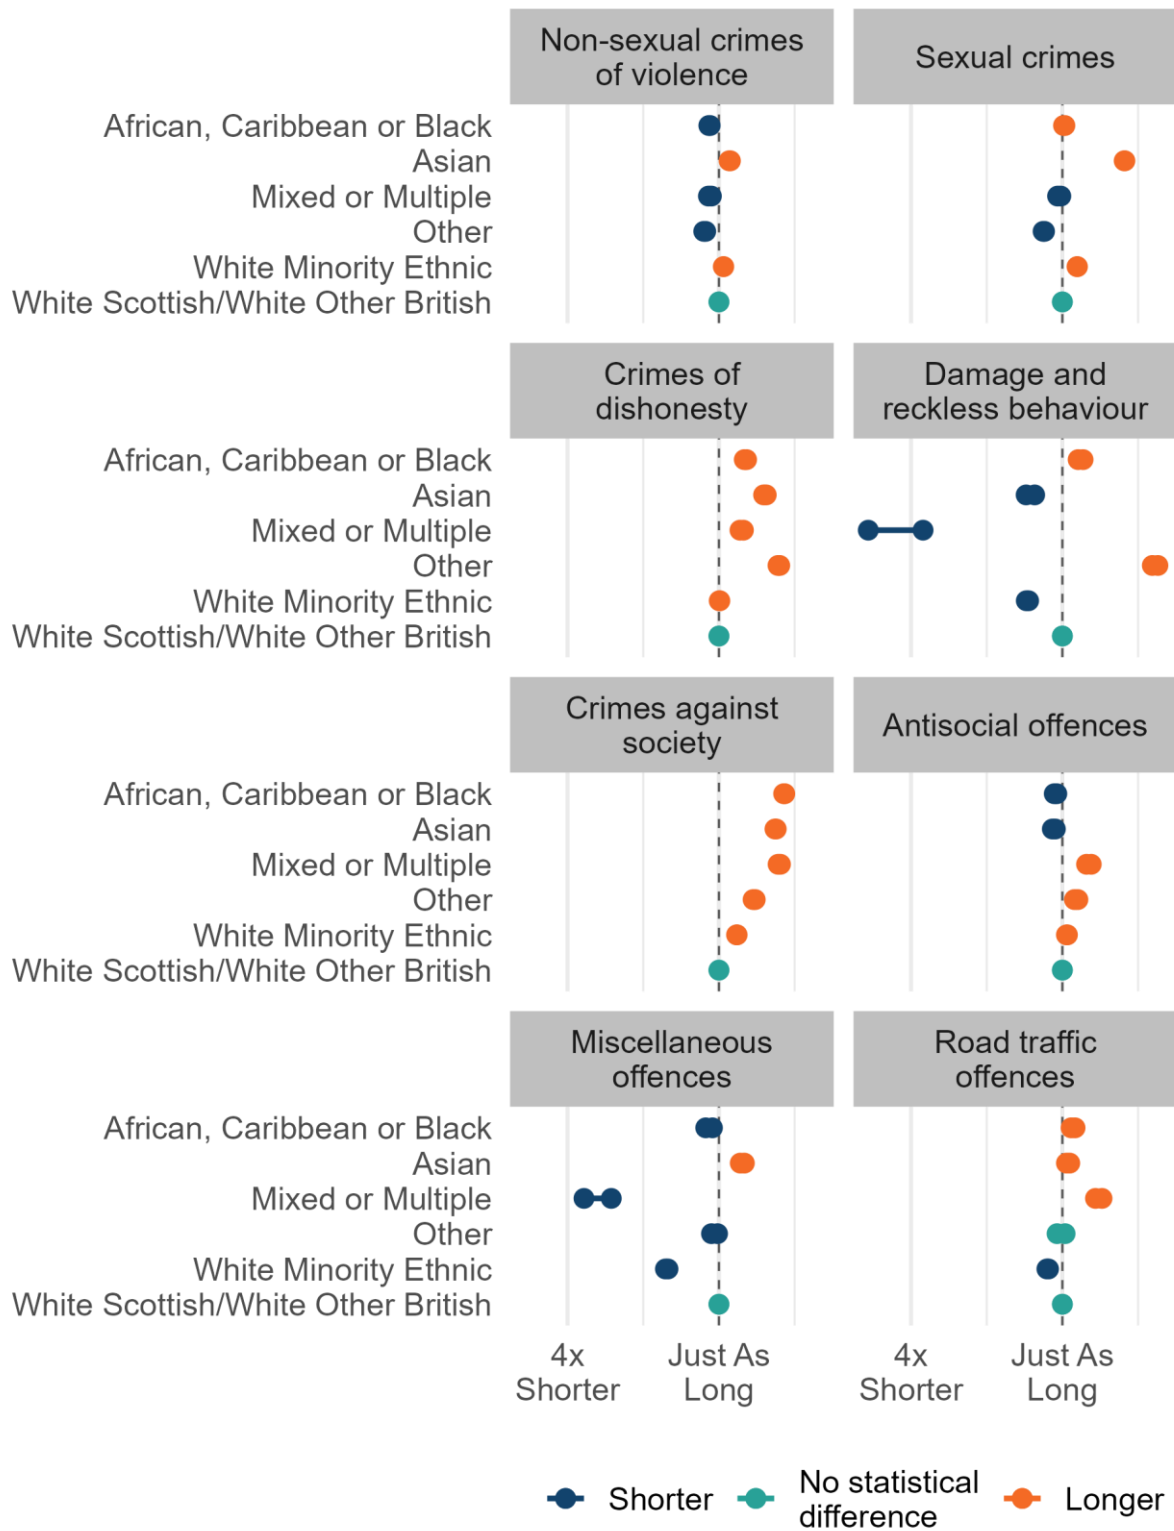 Non-sexual crimes
of violence
Sexual crimes
African, Caribbean or Black
Asian
Mixed or Multiple
Other
White Minority Ethnic
White Scottish/White Other British
Crimes of
dishonesty
Damage and
reckless behaviour
African, Caribbean or Black
Asian
Mixed or Multiple
Other
White Minority Ethnic
White Scottish/White Other British
Crimes against
society
Antisocial offences
African, Caribbean or Black
Asian
Mixed or Multiple
Other
White Minority Ethnic
White Scottish/White Other British
Miscellaneous
offences
Road traffic
offences
African, Caribbean or Black
Asian
Mixed or Multiple
Other
White Minority Ethnic
White Scottish/White Other British
4x
Shorter
Just As
Long
4x
Shorter
Just As
Long
Shorter
No statistical
difference
Longer